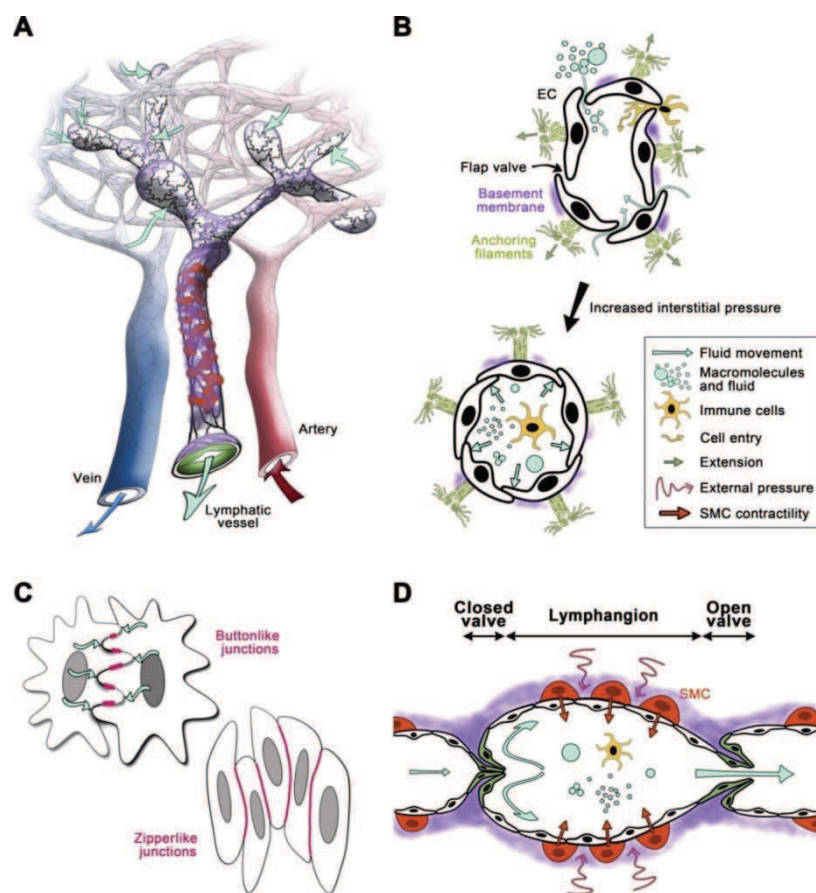 A
Vein
Artery
Lymphatic
vessel
B
EC
Flap valve
Basement
membrane
Anchoring
filaments
Increased interstitial pressure
Fluid movement
Macromolecules
and fluid
Immune cells
Cell entry
Extension
External pressure
SMC contractility
C
Buttonlike
junctions
Zipperlike
junctions
D
Closed
valve
Lymphangion
Open
valve
SMC